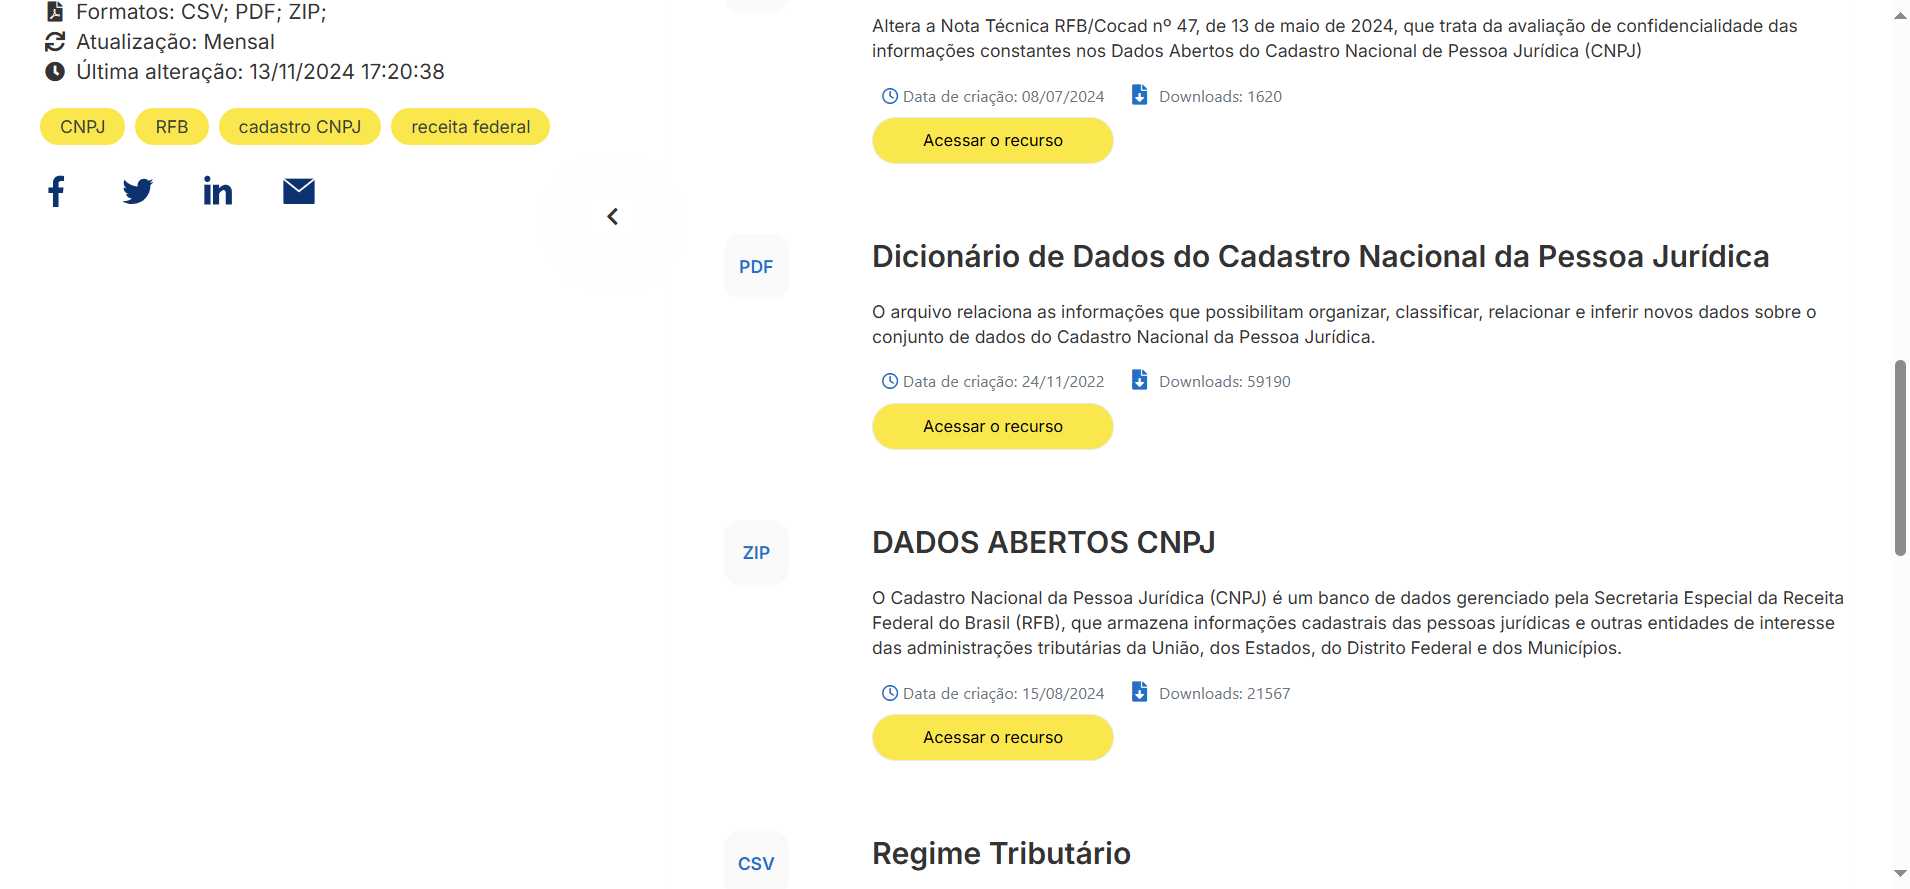 Formatos: CSV; PDF; ZIP;
Atualização: Mensal
Última alteração: 13/11/2024 17:20:38
CNPJ
RFB
cadastro CNPJ
receita federal
Altera a Nota Técnica RFB/Cocad nº 47, de 13 de maio de 2024, que trata da avaliação de confidencialidade das
informações constantes nos Dados Abertos do Cadastro Nacional de Pessoa Jurídica (CNPJ)
Data de criação: 08/07/2024 Downloads: 1620
Acessar o recurso
PDF
Dicionário de Dados do Cadastro Nacional da Pessoa Jurídica
O arquivo relaciona as informações que possibilitam organizar, classificar, relacionar e inferir novos dados sobre o
conjunto de dados do Cadastro Nacional da Pessoa Jurídica.
Data de criação: 24/11/2022 Downloads: 59190
Acessar o recurso
ZIP
DADOS ABERTOS CNPJ
O Cadastro Nacional da Pessoa Jurídica (CNPJ) é um banco de dados gerenciado pela Secretaria Especial da Receita
Federal do Brasil (RFB), que armazena informações cadastrais das pessoas jurídicas e outras entidades de interesse
das administrações tributárias da União, dos Estados, do Distrito Federal e dos Municípios.
Data de criação: 15/08/2024 Downloads: 21567
Acessar o recurso
CSV
Regime Tributário